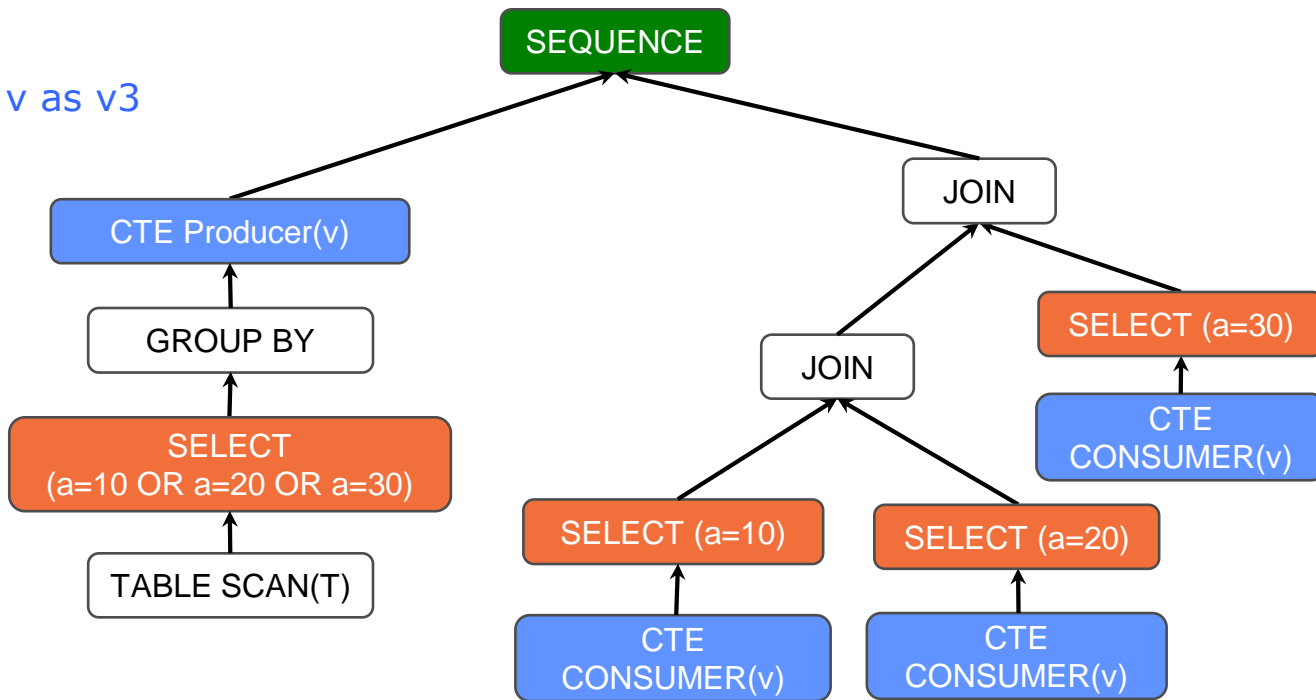 SEQUENCE
v as v3
JOIN
CTE Producer(v)
SELECT (a=30)
GROUP BY
JOIN
CTE
CONSUMER(v)
SELECT
(a=10 OR a=20 OR a=30)
SELECT (a=10)
SELECT (a=20)
TABLE SCAN(T)
CTE
CONSUMER(v)
CTE
CONSUMER(v)